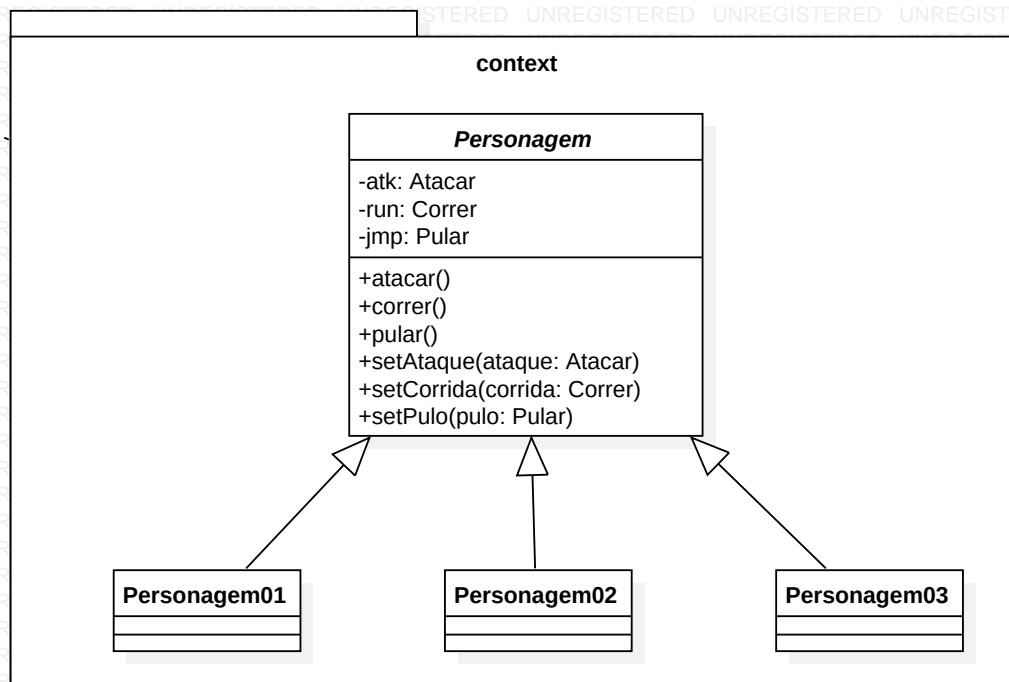 STERED UNREGISTERED UNREGISTERED UNREGIST
context
Personagem
-atk: Atacar
-run: Correr
-jmp: Pular
+atacar()
+correr()
+pular()
+setAtaque(ataque: Atacar)
+setCorrida(corrida: Correr)
+setPulo(pulo: Pular)
Personagem01
Personagem02
Personagem03